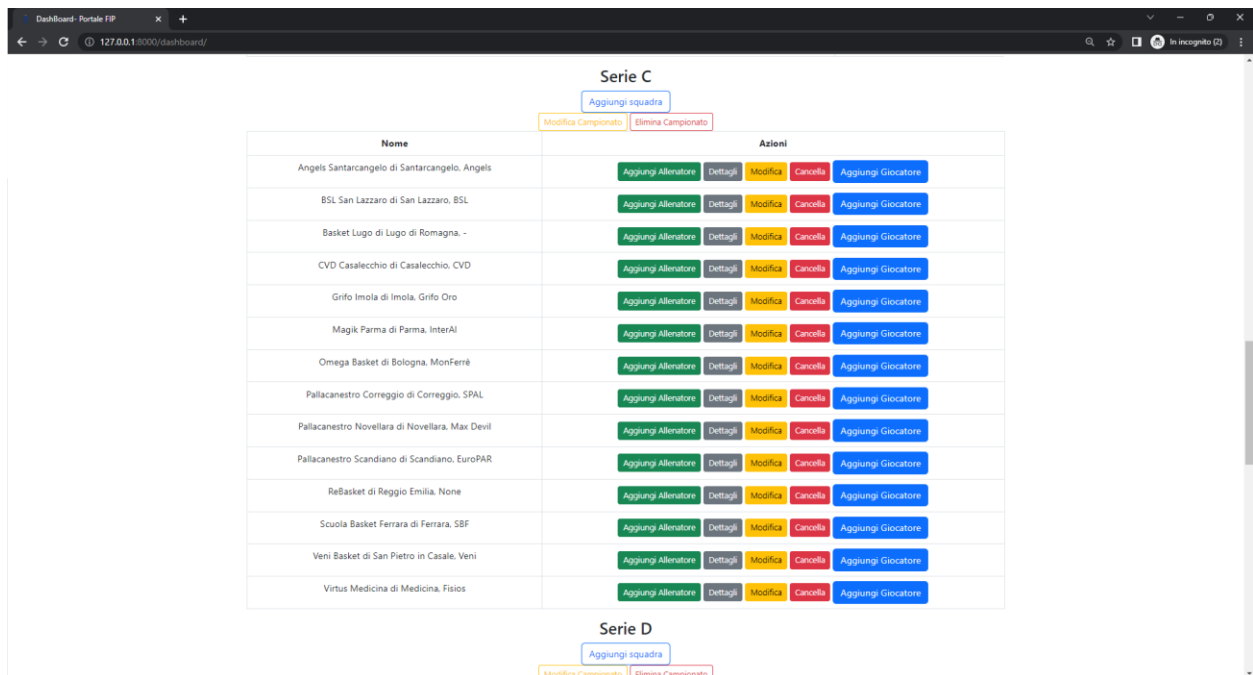 DashBoard- Portale FIP
127.0.0.1:8000/dashboard/
In incognito (2)
Serie C
Aggiungi squadra
Modifica Campionato Elimina Campionato
Nome Azioni
Angels Santarcangelo di Santarcangelo, Angels Aggiungi Allenatore Dettagli Modifica Cancella Aggiungi Giocatore
BSL San Lazzaro di San Lazzaro, BSL Aggiungi Allenatore Dettagli Modifica Cancella Aggiungi Giocatore
Basket Lugo di Lugo di Romagna, - Aggiungi Allenatore Dettagli Modifica Cancella Aggiungi Giocatore
CVD Casalecchio di Casalecchio, CVD Aggiungi Allenatore Dettagli Modifica Cancella Aggiungi Giocatore
Grifo Imola di Imola, Grifo Oro Aggiungi Allenatore Dettagli Modifica Cancella Aggiungi Giocatore
Magik Parma di Parma, InterAl Aggiungi Allenatore Dettagli Modifica Cancella Aggiungi Giocatore
Omega Basket di Bologna, MonFerrè Aggiungi Allenatore Dettagli Modifica Cancella Aggiungi Giocatore
Pallacanestro Correggio di Correggio, SPAL Aggiungi Allenatore Dettagli Modifica Cancella Aggiungi Giocatore
Pallacanestro Novellara di Novellara, Max Devil Aggiungi Allenatore Dettagli Modifica Cancella Aggiungi Giocatore
Pallacanestro Scandiano di Scandiano, EuroPAR Aggiungi Allenatore Dettagli Modifica Cancella Aggiungi Giocatore
ReBasket di Reggio Emilia, None Aggiungi Allenatore Dettagli Modifica Cancella Aggiungi Giocatore
Scuola Basket Ferrara di Ferrara, SBF Aggiungi Allenatore Dettagli Modifica Cancella Aggiungi Giocatore
Veni Basket di San Pietro in Casale, Veni Aggiungi Allenatore Dettagli Modifica Cancella Aggiungi Giocatore
Virtus Medicina di Medicina, Fisios Aggiungi Allenatore Dettagli Modifica Cancella Aggiungi Giocatore
Serie D
Aggiungi squadra
Modifica Campionato Elimina Campionato